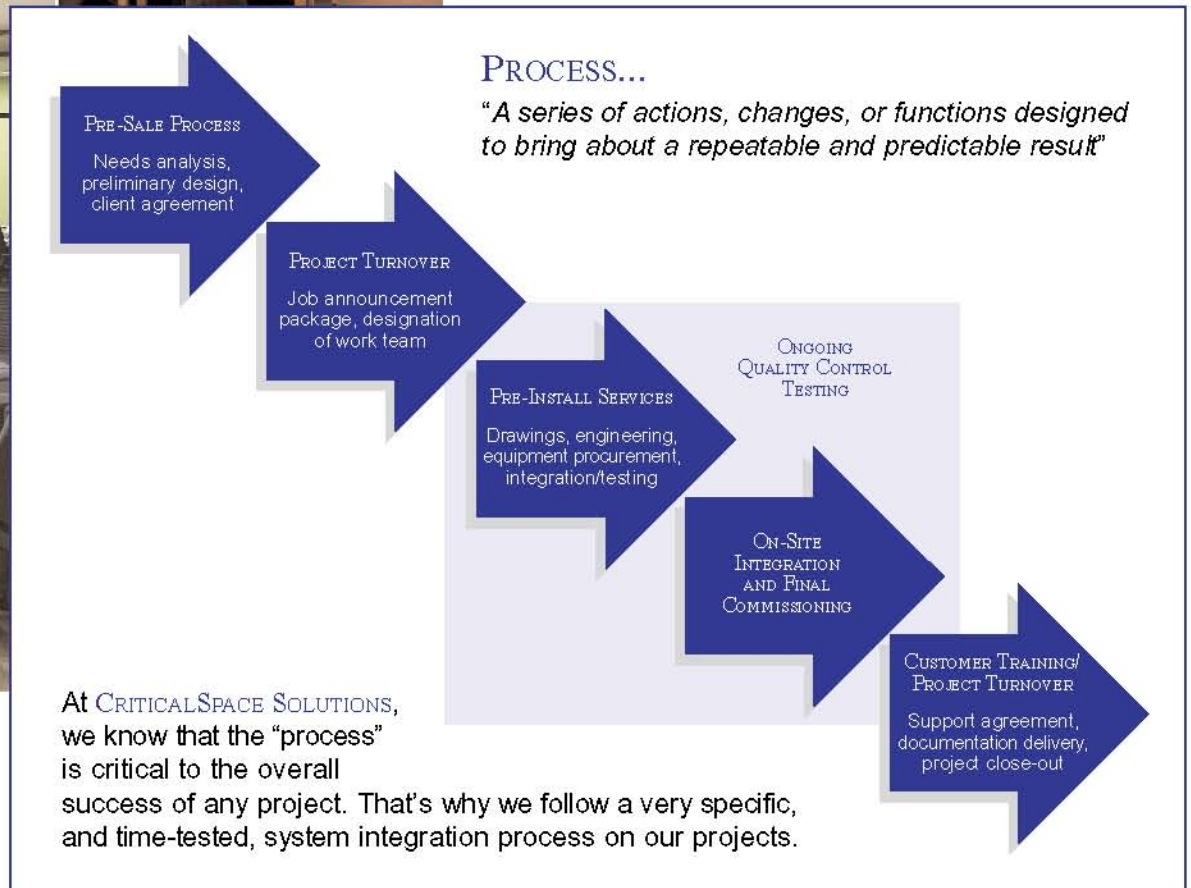 PROCESS...
“A series of actions, changes, or functions designed
to bring about a repeatable and predictable result”
PRE-SALE PROCESS
Needs analysis,
preliminary design,
client agreement
PROJECT TURNOVER
Job announcement
package, designation
of work team
ONGOING
QUALITY CONTROL
TESTING
PRE-INSTALL SERVICES
Drawings, engineering,
equipment procurement,
integration/testing
ON-SITE
INTEGRATION
AND FINAL
COMMISSIONING
CUSTOMER TRAINING/
PROJECT TURNOVER
Support agreement,
documentation delivery,
project close-out
At CRITICALSPACE SOLUTIONS,
we know that the “process”
is critical to the overall
success of any project. That’s why we follow a very specific,
and time-tested, system integration process on our projects.